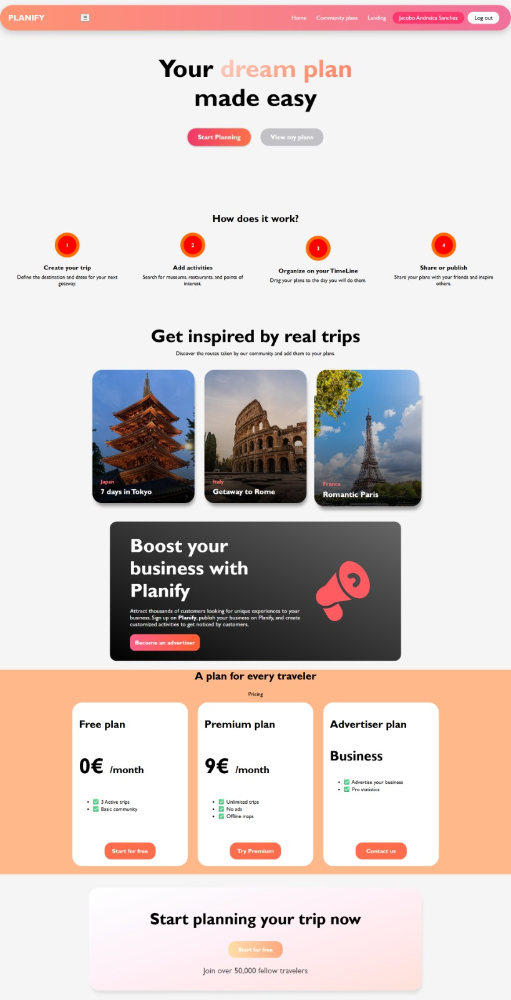 PLANIFY
☰
Home Community plans Landing Jacobo Andreica Sanchez Log out
Your dream plan
made easy
Start Planning View my plans
How does it work?
1
Create your trip
Define the destination and dates for your next
getaway.
2
Add activities
Search for museums, restaurants, and points of
interest.
3
Organize on your TimeLine
Drag your plans to the day you will do them.
4
Share or publish
Share your plans with your friends and inspire
others.
Get inspired by real trips
Discover the routes taken by our community and add them to your plans.
Japan
7 days in Tokyo
Italy
Getaway to Rome
France
Romantic Paris
Boost your
business with
Planify
Attract thousands of customers looking for unique experiences to your
business. Sign up on Planify, publish your business on Planify, and create
customized activities to get noticed by customers.
Become an advertiser
A plan for every traveler
Pricing
Free plan
0€ /month
• ✅ 3 Active trips
• ✅ Basic community
Start for free
Premium plan
9€ /month
• ✅ Unlimited trips
• ✅ No ads
• ✅ Offline maps
Try Premium
Advertiser plan
Business
• ✅ Advertise your business
• ✅ Pro statistics
Contact us
Start planning your trip now
Start for free
Join over 50,000 fellow travelers